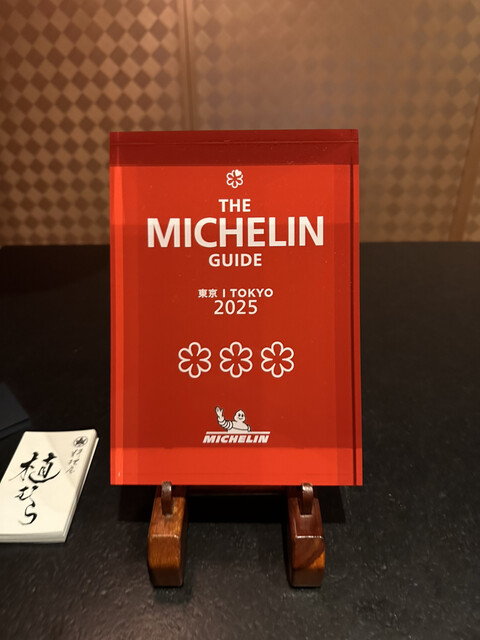 THE
MICHELIN
GUIDE
東京 | TOKYO
2025
MICHELIN
植むら